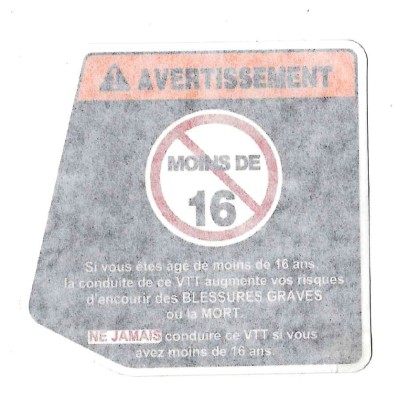 AVERTISSEMENT
MOINS DE
16
Si vous êtes âgé de moins de 16 ans,
la conduite de ce VTT augmente vos risques
d'encourir des BLESSURES GRAVES
ou la MORT.
NE JAMAIS conduire ce VTT si vous
avez moins de 16 ans.